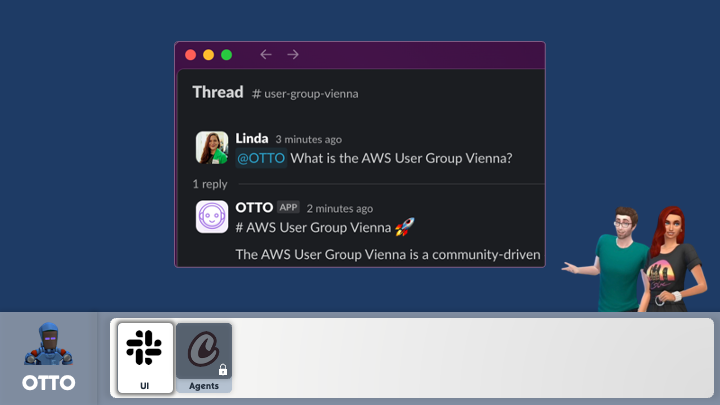 Thread # user-group-vienna
Linda 3 minutes ago
@OTTO What is the AWS User Group Vienna?
1 reply
OTTO APP 2 minutes ago
# AWS User Group Vienna 🚀
The AWS User Group Vienna is a community-driven
OTTO
UI
Agents